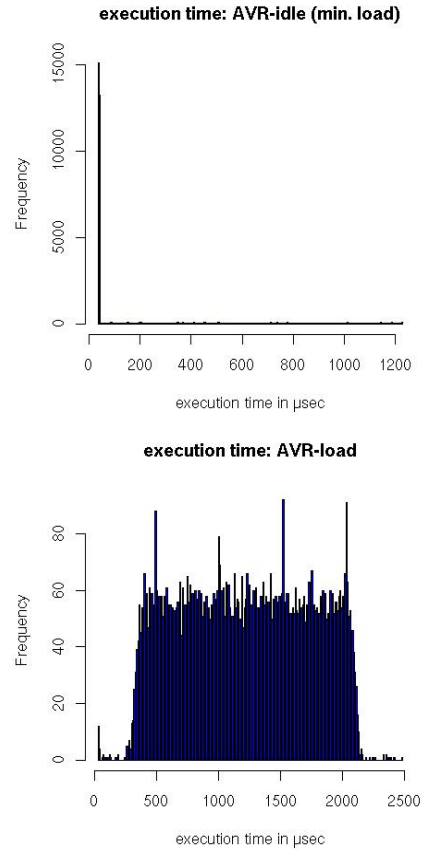 execution time: AVR-idle (min. load)
15000
10000
5000
0
Frequency
0 200 400 600 800 1000 1200
execution time in µsec
execution time: AVR-load
80
60
40
20
0
Frequency
0 500 1000 1500 2000 2500
execution time in µsec